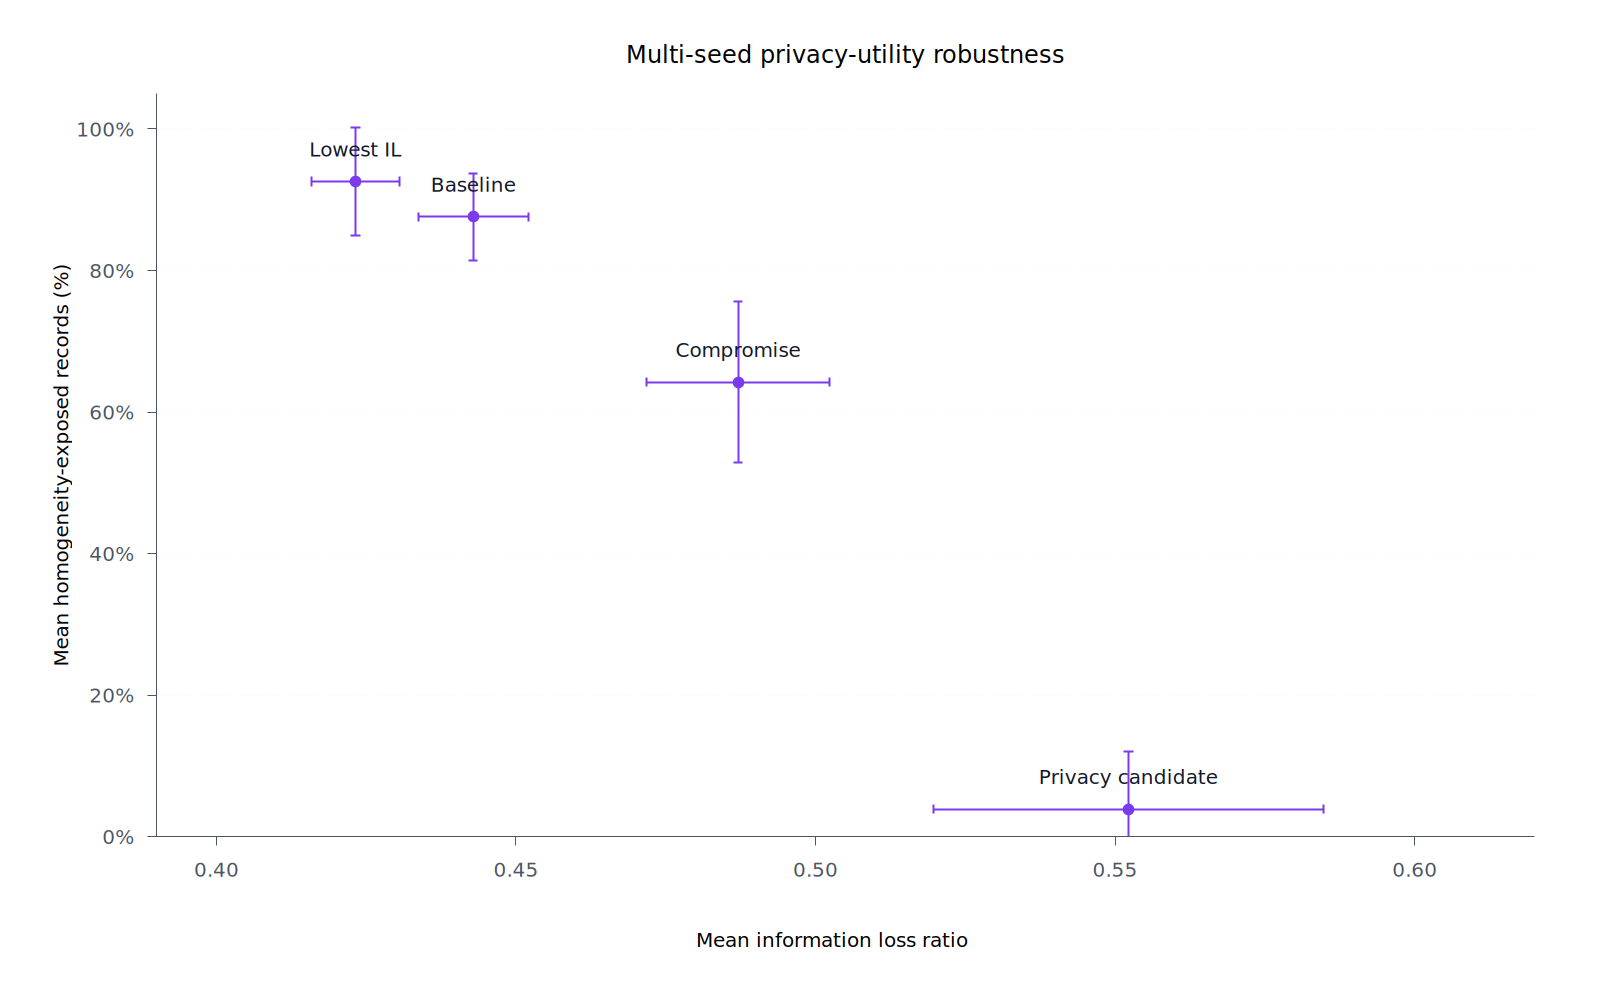 Multi-seed privacy-utility robustness
100%
80%
60%
40%
20%
0%
Mean homogeneity-exposed records (%)
Lowest IL
Baseline
Compromise
Privacy candidate
0.40
0.45
0.50
0.55
0.60
Mean information loss ratio